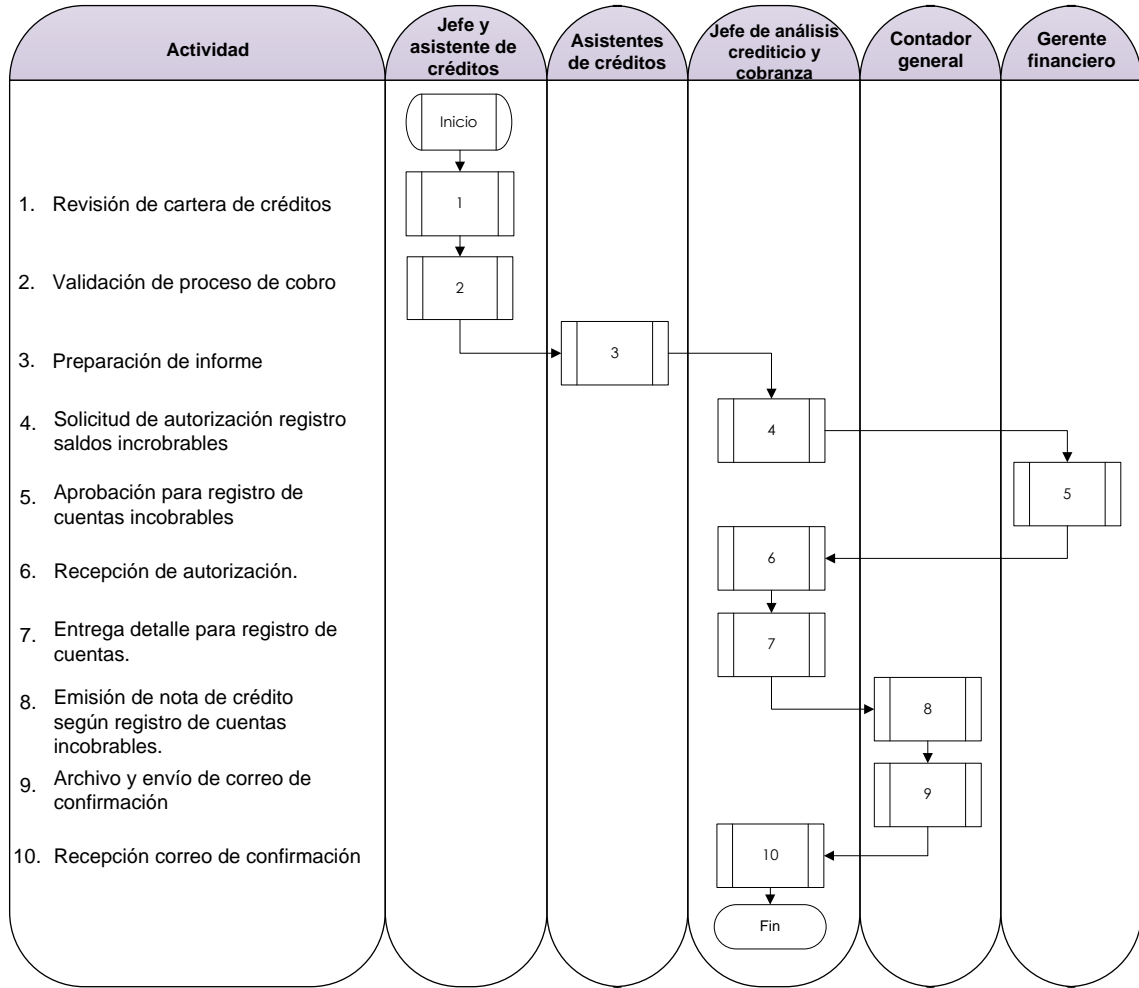 Actividad
Jefe y
asistente de
créditos
Asistentes
de créditos
Jefe de análisis
crediticio y
cobranza
Contador
general
Gerente
financiero
Inicio
1. Revisión de cartera de créditos
1
2. Validación de proceso de cobro
2
3. Preparación de informe
3
4. Solicitud de autorización registro
saldos incrobrables
4
5. Aprobación para registro de
cuentas incobrables
5
6. Recepción de autorización.
6
7. Entrega detalle para registro de
cuentas.
7
8. Emisión de nota de crédito
según registro de cuentas
incobrables.
8
9. Archivo y envío de correo de
confirmación
9
10. Recepción correo de confirmación
10
Fin